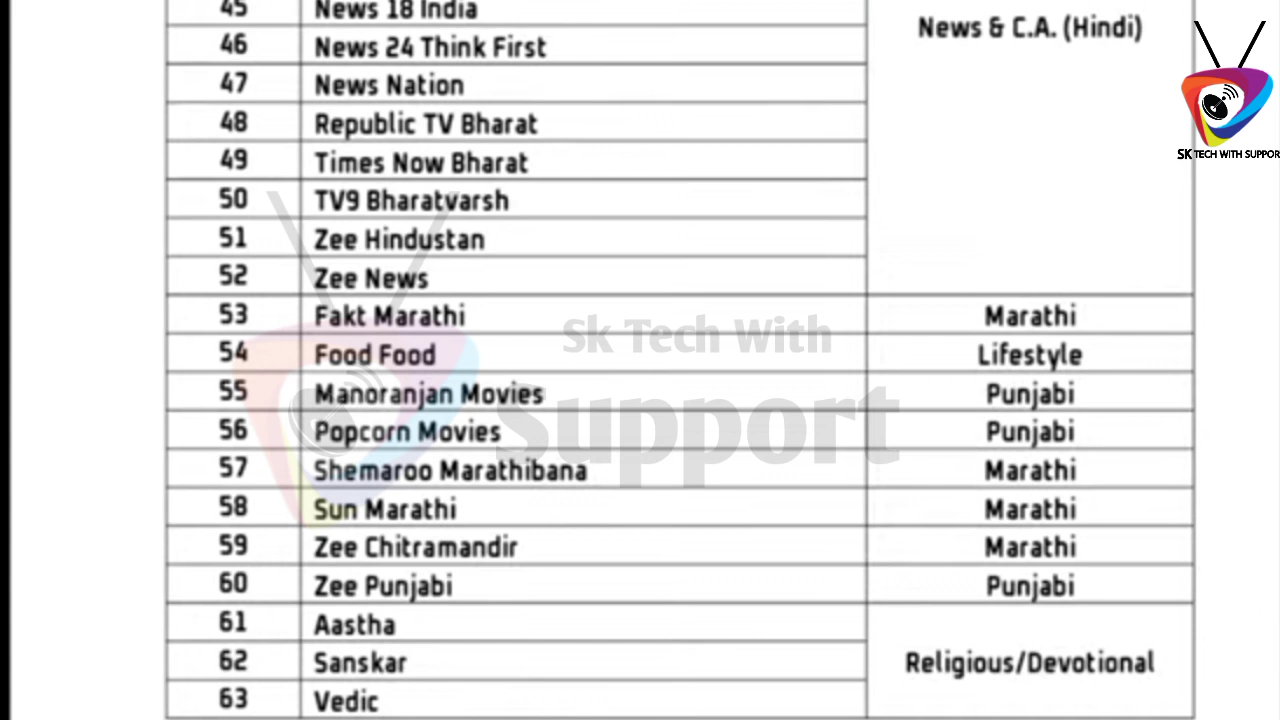 45 News 18 India
News & C.A. (Hindi)
46 News 24 Think First
47 News Nation
48 Republic TV Bharat
49 Times Now Bharat
50 TV9 Bharatvarsh
51 Zee Hindustan
52 Zee News
53 Fakt Marathi Marathi
54 Food Food Lifestyle
55 Manoranjan Movies Punjabi
56 Popcorn Movies Punjabi
57 Shemaroo Marathibana Marathi
58 Sun Marathi Marathi
59 Zee Chitramandir Marathi
60 Zee Punjabi Punjabi
61 Aastha
62 Sanskar Religious/Devotional
63 Vedic
SK TECH WITH SUPPOR
Sk Tech With
Support